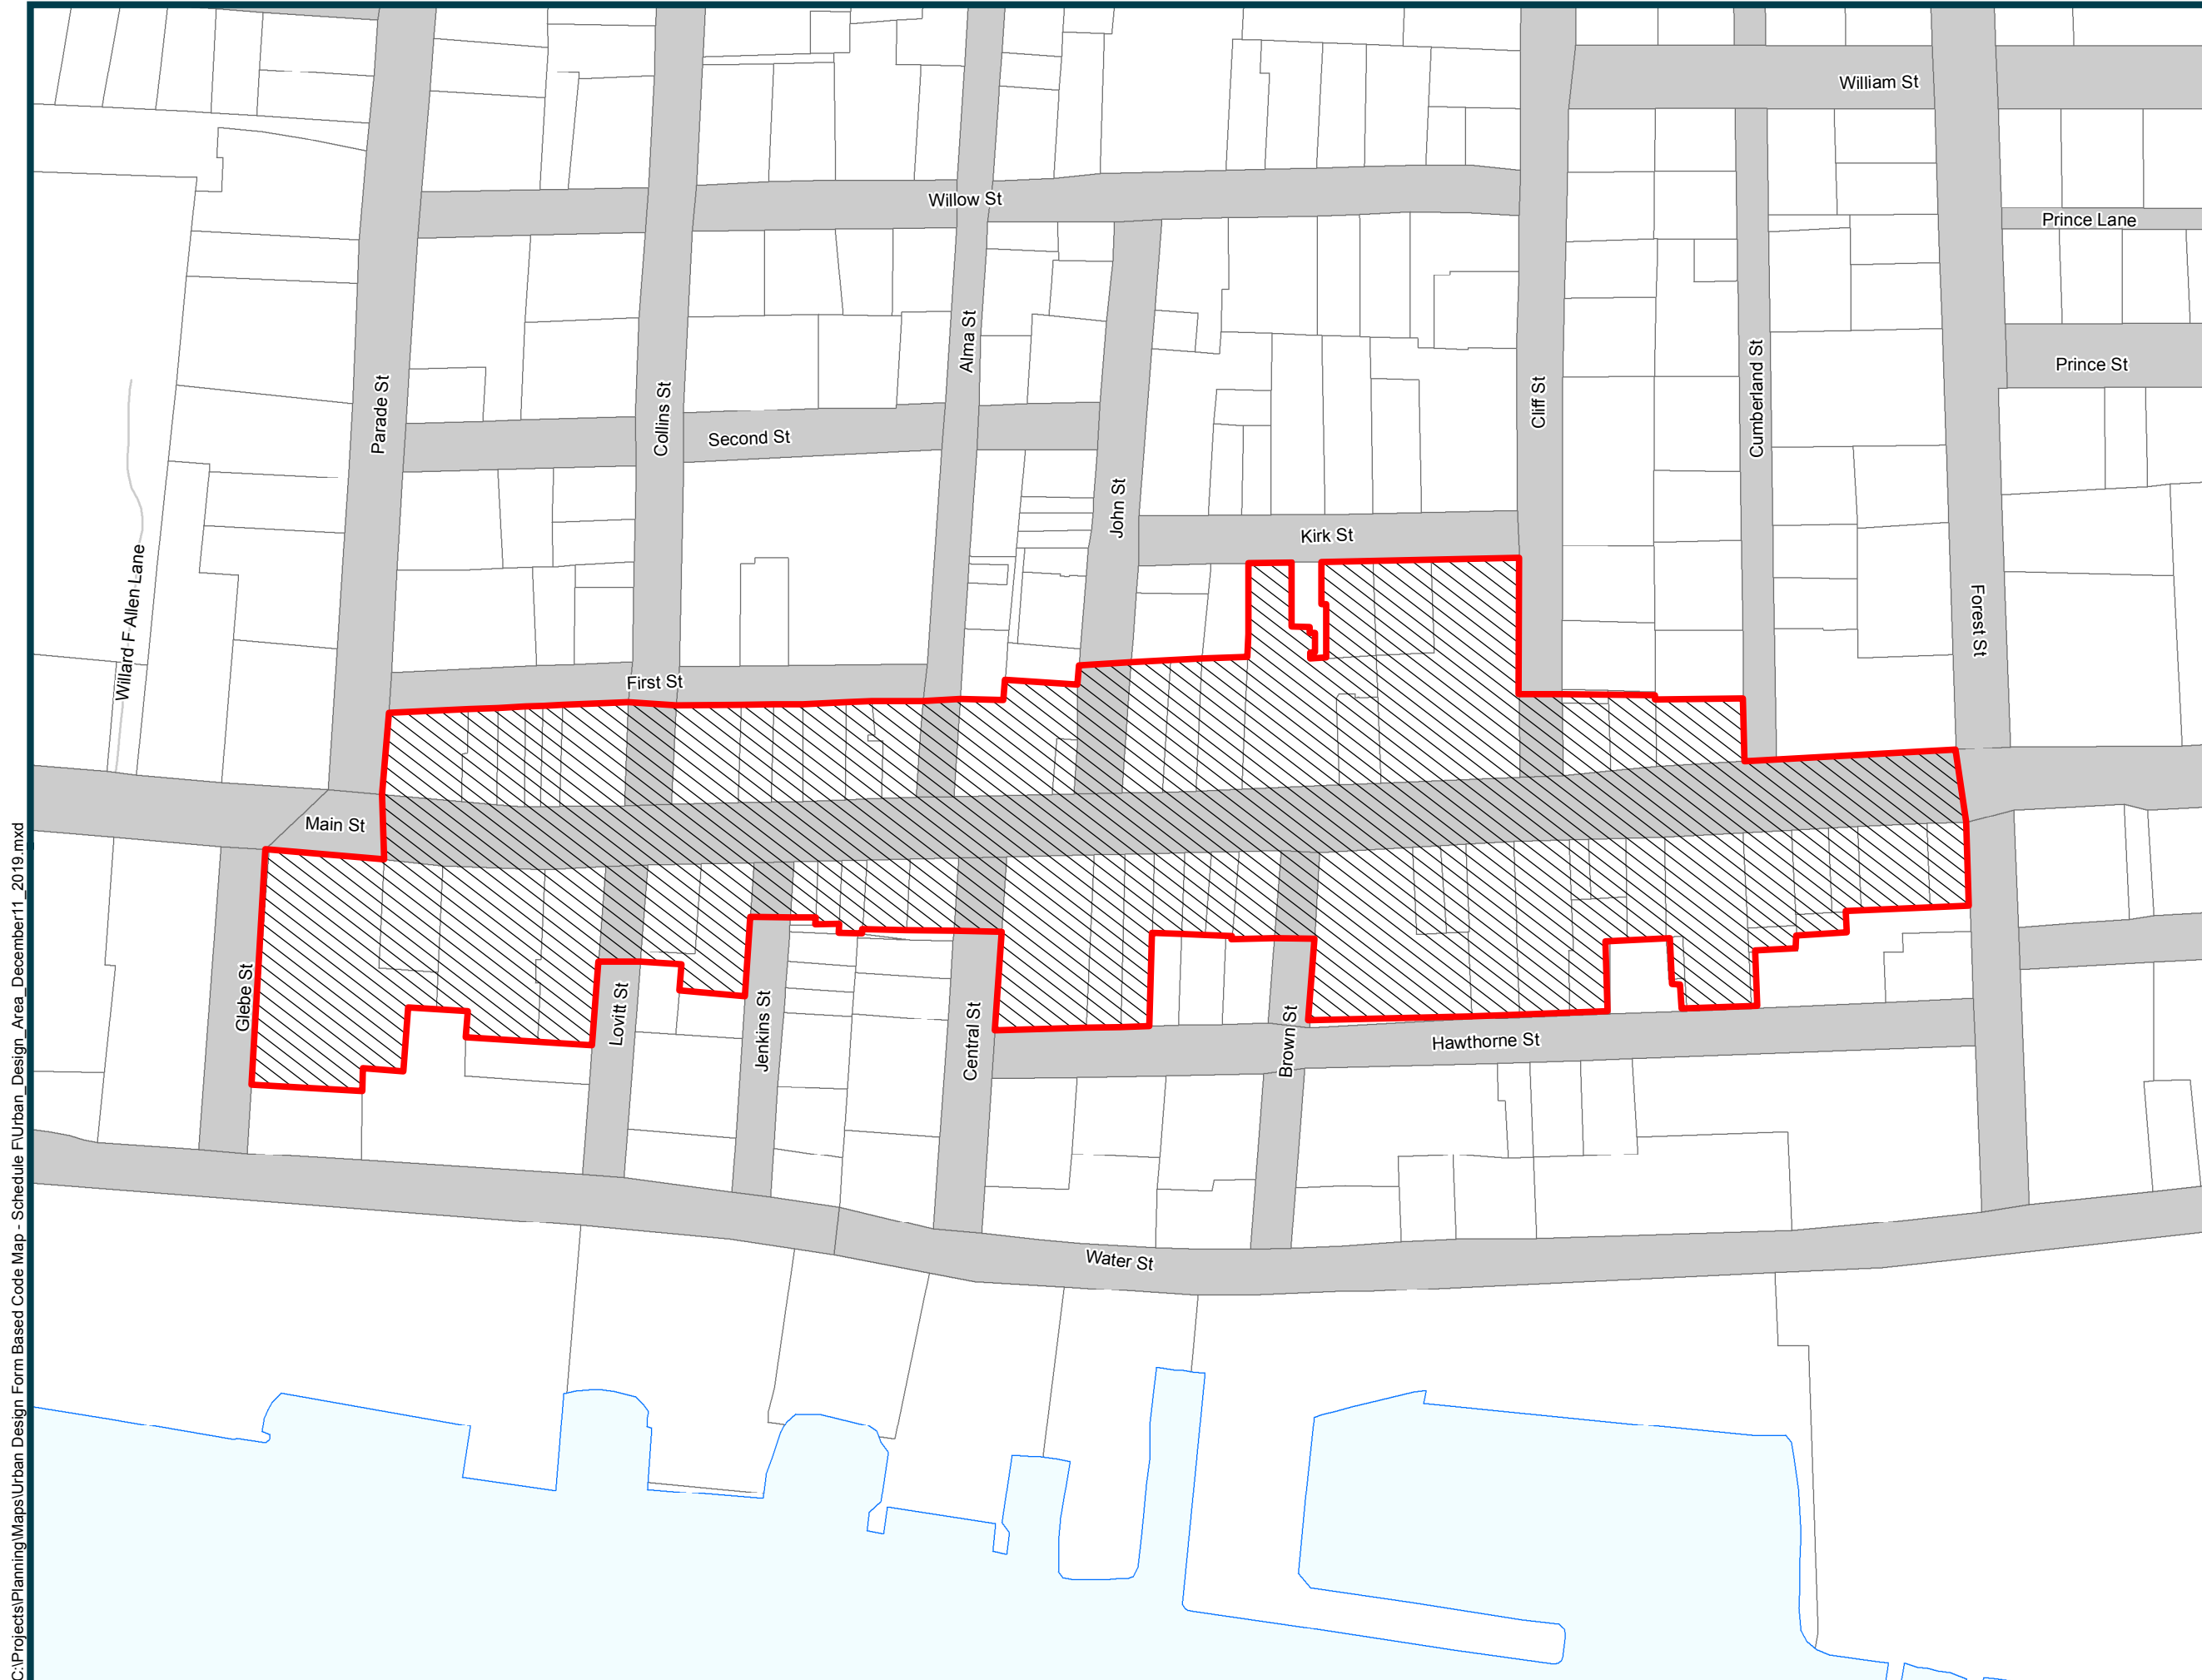 William St
Willow St
Prince Lane
Alma St
Prince St
Parade St
Collins St
Cliff St
Cumberland St
Second St
John St
Kirk St
Willard F Allen Lane
Forest St
First St
Main St
Glebe St
Lovitt St
Jenkins St
Central St
Brown St
Hawthorne St
Water St
C:\Projects\Planning\Maps\Urban Design Form Based Code Map - Schedule F\Urban_Design_Area_December11_2019.mxd